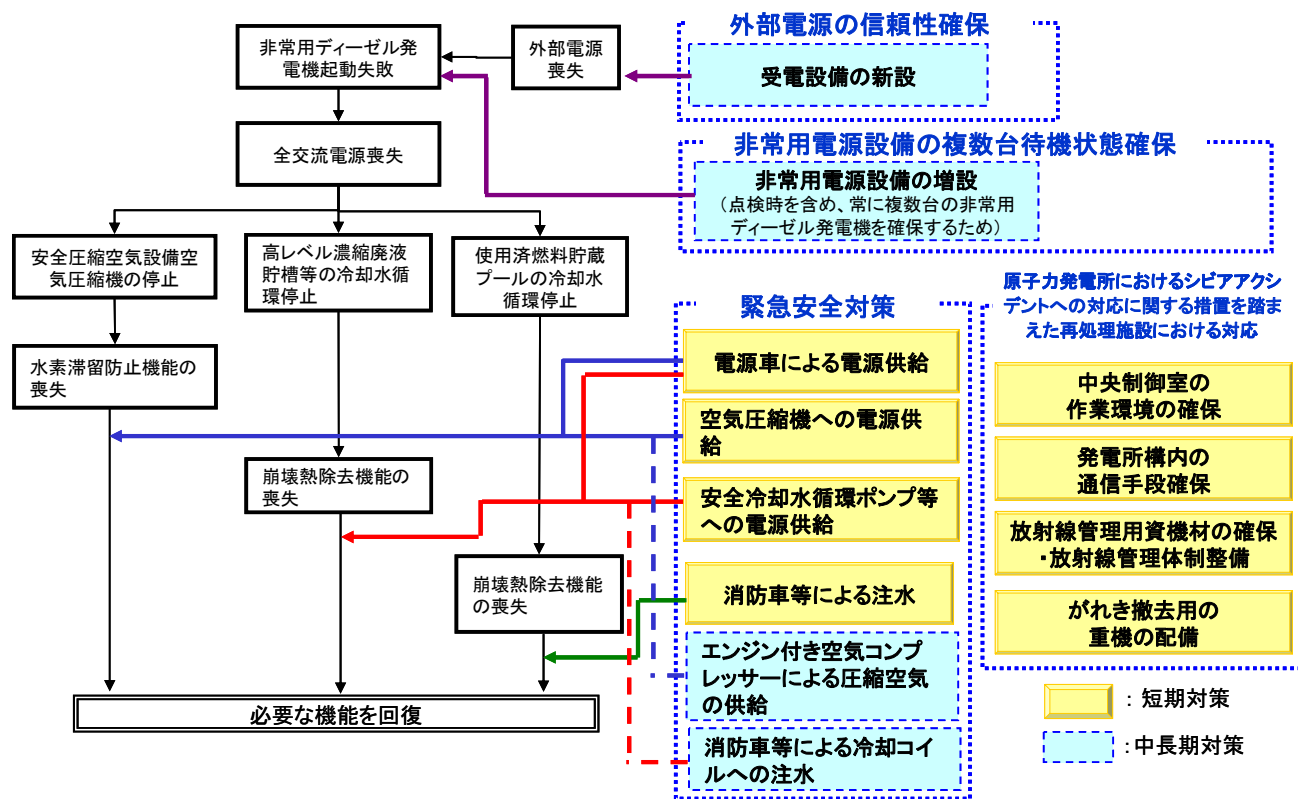 非常用ディーゼル発
電機起動失敗
外部電源
喪失
全交流電源喪失
安全圧縮空気設備空
気圧縮機の停止
高レベル濃縮廃液
貯槽等の冷却水循
環停止
使用済燃料貯蔵
プールの冷却水
循環停止
水素滞留防止機能の
喪失
崩壊熱除去機能の
喪失
崩壊熱除去機能
の喪失
必要な機能を回復
外部電源の信頼性確保
受電設備の新設
非常用電源設備の複数台待機状態確保
非常用電源設備の増設
（点検時を含め、常に複数台の非常用
ディーゼル発電機を確保するため）
緊急安全対策
電源車による電源供給
空気圧縮機への電源供
給
安全冷却水循環ポンプ等
への電源供給
消防車等による注水
エンジン付き空気コンプ
レッサーによる圧縮空気
の供給
消防車等による冷却コイ
ルへの注水
原子力発電所におけるシビアアクシ
デントへの対応に関する措置を踏ま
えた再処理施設における対応
中央制御室の
作業環境の確保
発電所構内の
通信手段確保
放射線管理用資機材の確保
・放射線管理体制整備
がれき撤去用の
重機の配備
：短期対策
：中長期対策